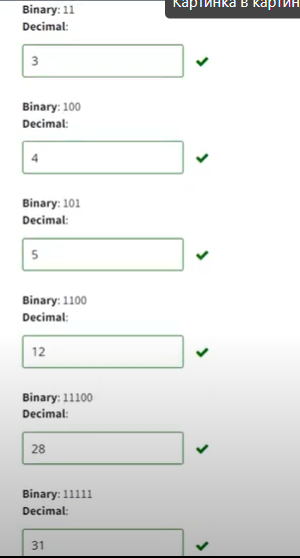 Картинка в картин
Binary: 11
Decimal:
3
Binary: 100
Decimal:
4
Binary: 101
Decimal:
5
Binary: 1100
Decimal:
12
Binary: 11100
Decimal:
28
Binary: 11111
Decimal:
31